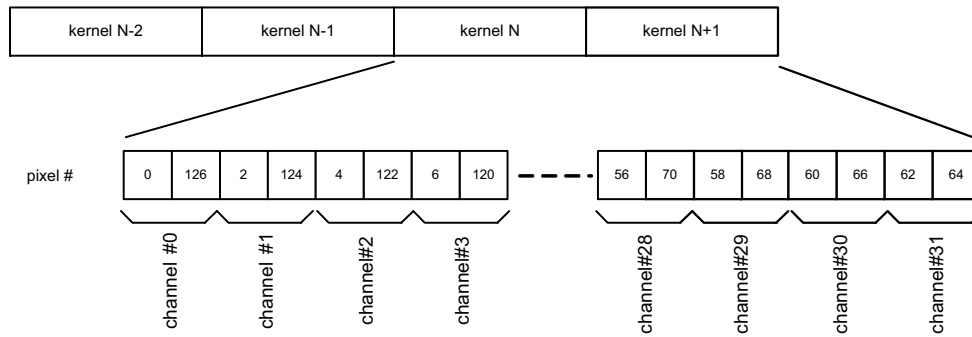 kernel N-2 kernel N-1 kernel N kernel N+1
pixel # 0 126 2 124 4 122 6 120 56 70 58 68 60 66 62 64
channel #0
channel #1
channel#2
channel#3
channel#28
channel#29
channel#30
channel#31